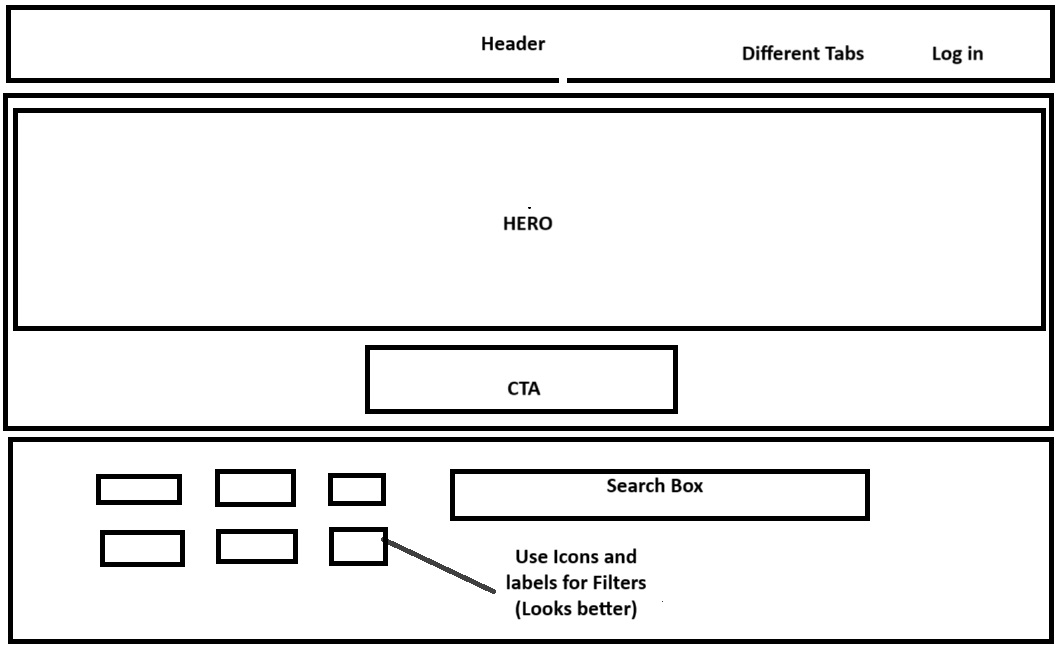 Header
Different Tabs
Log in
HERO
CTA
Search Box
Use Icons and
labels for Filters
(Looks better)